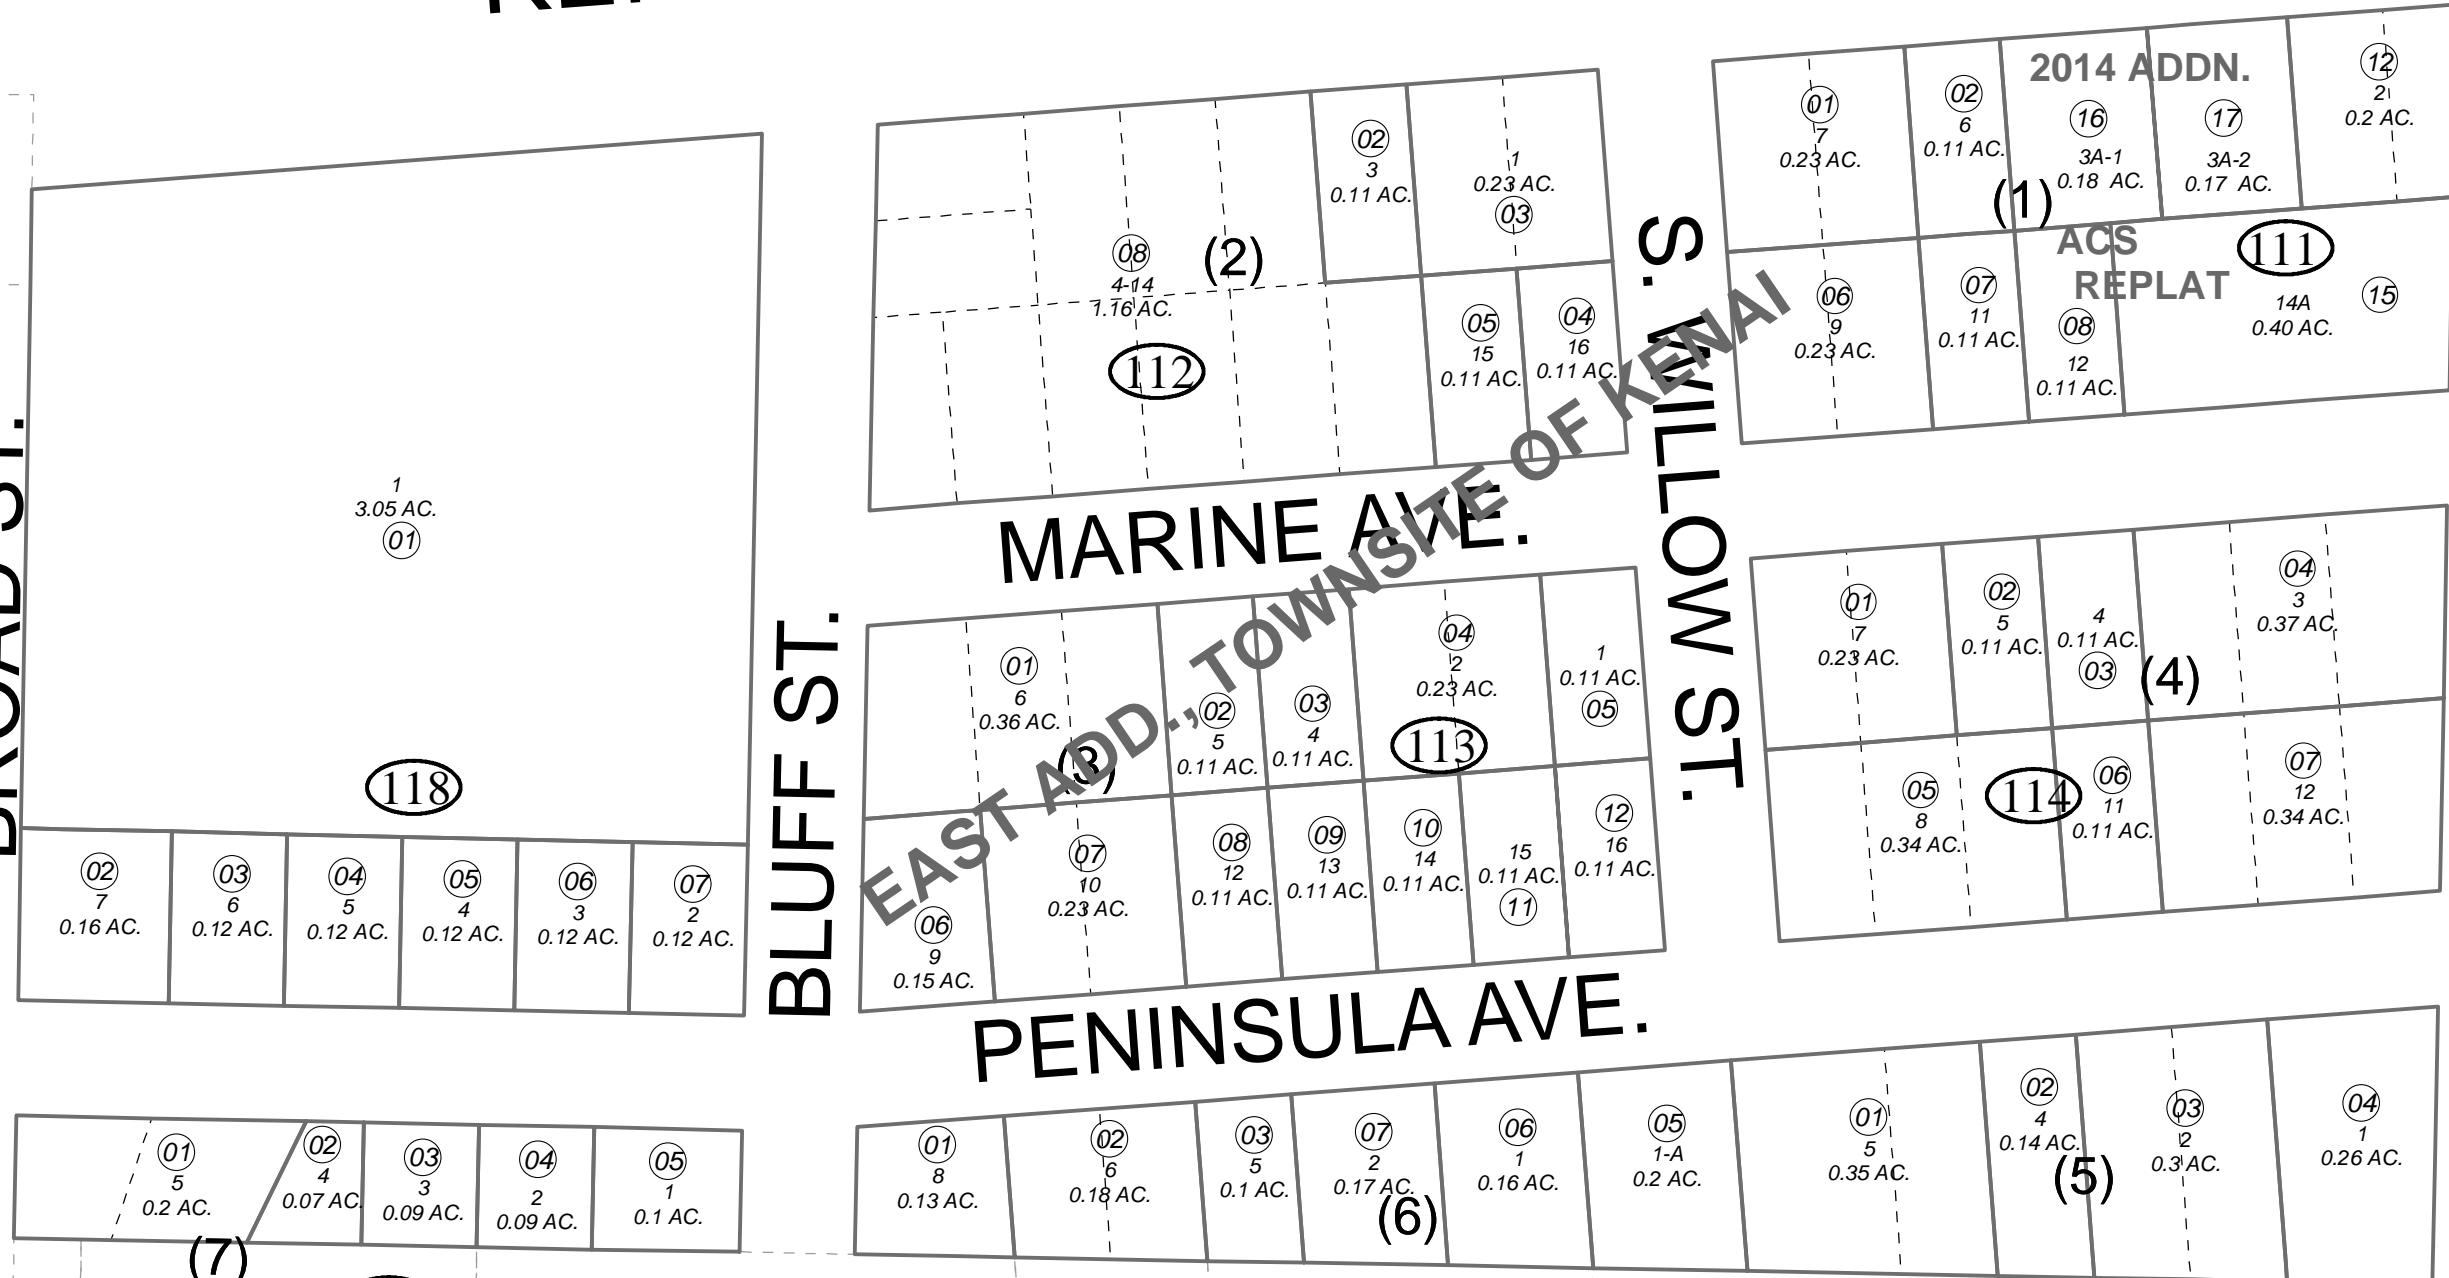 2014 ADDN.
ACS
REPLAT
EAST ADD., TOWNSITE OF KENAI
S. WILLOW ST.
MARINE AVE.
BLUFF ST.
PENINSULA AVE.
BROAD ST.
1
3.05 AC.
01
118
02
7
0.16 AC.
03
6
0.12 AC.
04
5
0.12 AC.
05
4
0.12 AC.
06
3
0.12 AC.
07
2
0.12 AC.
08
4-14
1.16 AC.
(2)
112
02
3
0.11 AC.
1
0.23 AC.
03
05
15
0.11 AC.
04
16
0.11 AC.
01
7
0.23 AC.
02
6
0.11 AC.
16
3A-1
0.18 AC.
17
3A-2
0.17 AC.
12
2
0.2 AC.
(1)
111
06
9
0.23 AC.
07
11
0.11 AC.
08
12
0.11 AC.
14A
0.40 AC.
15
01
6
0.36 AC.
(3)
02
5
0.11 AC.
03
4
0.11 AC.
04
2
0.23 AC.
113
1
0.11 AC.
05
06
9
0.15 AC.
07
10
0.23 AC.
08
12
0.11 AC.
09
13
0.11 AC.
10
14
0.11 AC.
15
0.11 AC.
11
12
16
0.11 AC.
01
7
0.23 AC.
02
5
0.11 AC.
4
0.11 AC.
03
(4)
04
3
0.37 AC.
05
8
0.34 AC.
114
06
11
0.11 AC.
07
12
0.34 AC.
01
5
0.2 AC.
02
4
0.07 AC.
03
3
0.09 AC.
04
2
0.09 AC.
05
1
0.1 AC.
(7)
01
8
0.13 AC.
02
6
0.18 AC.
03
5
0.1 AC.
07
2
0.17 AC.
(6)
06
1
0.16 AC.
05
1-A
0.2 AC.
01
5
0.35 AC.
02
4
0.14 AC.
(5)
03
2
0.3 AC.
04
1
0.26 AC.